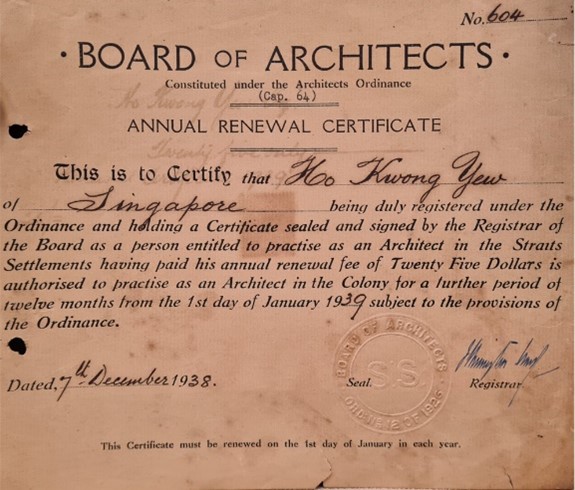 No. 604
· BOARD OF ARCHITECTS ·
Constituted under the Architects Ordinance
(Cap. 64)
ANNUAL RENEWAL CERTIFICATE
This is to Certify that Ho Kwong Yew
of Singapore being duly registered under the
Ordinance and holding a Certificate sealed and signed by the Registrar of
the Board as a person entitled to practise as an Architect in the Straits
Settlements having paid his annual renewal fee of Twenty Five Dollars is
authorised to practise as an Architect in the Colony for a further period of
twelve months from the 1st day of January 1939 subject to the provisions of
the Ordinance.
BOARD OF ARCHITECTS
S.S.
Dated, 7th December 1938. Seal. Registrar
This Certificate must be renewed on the 1st day of January in each year.